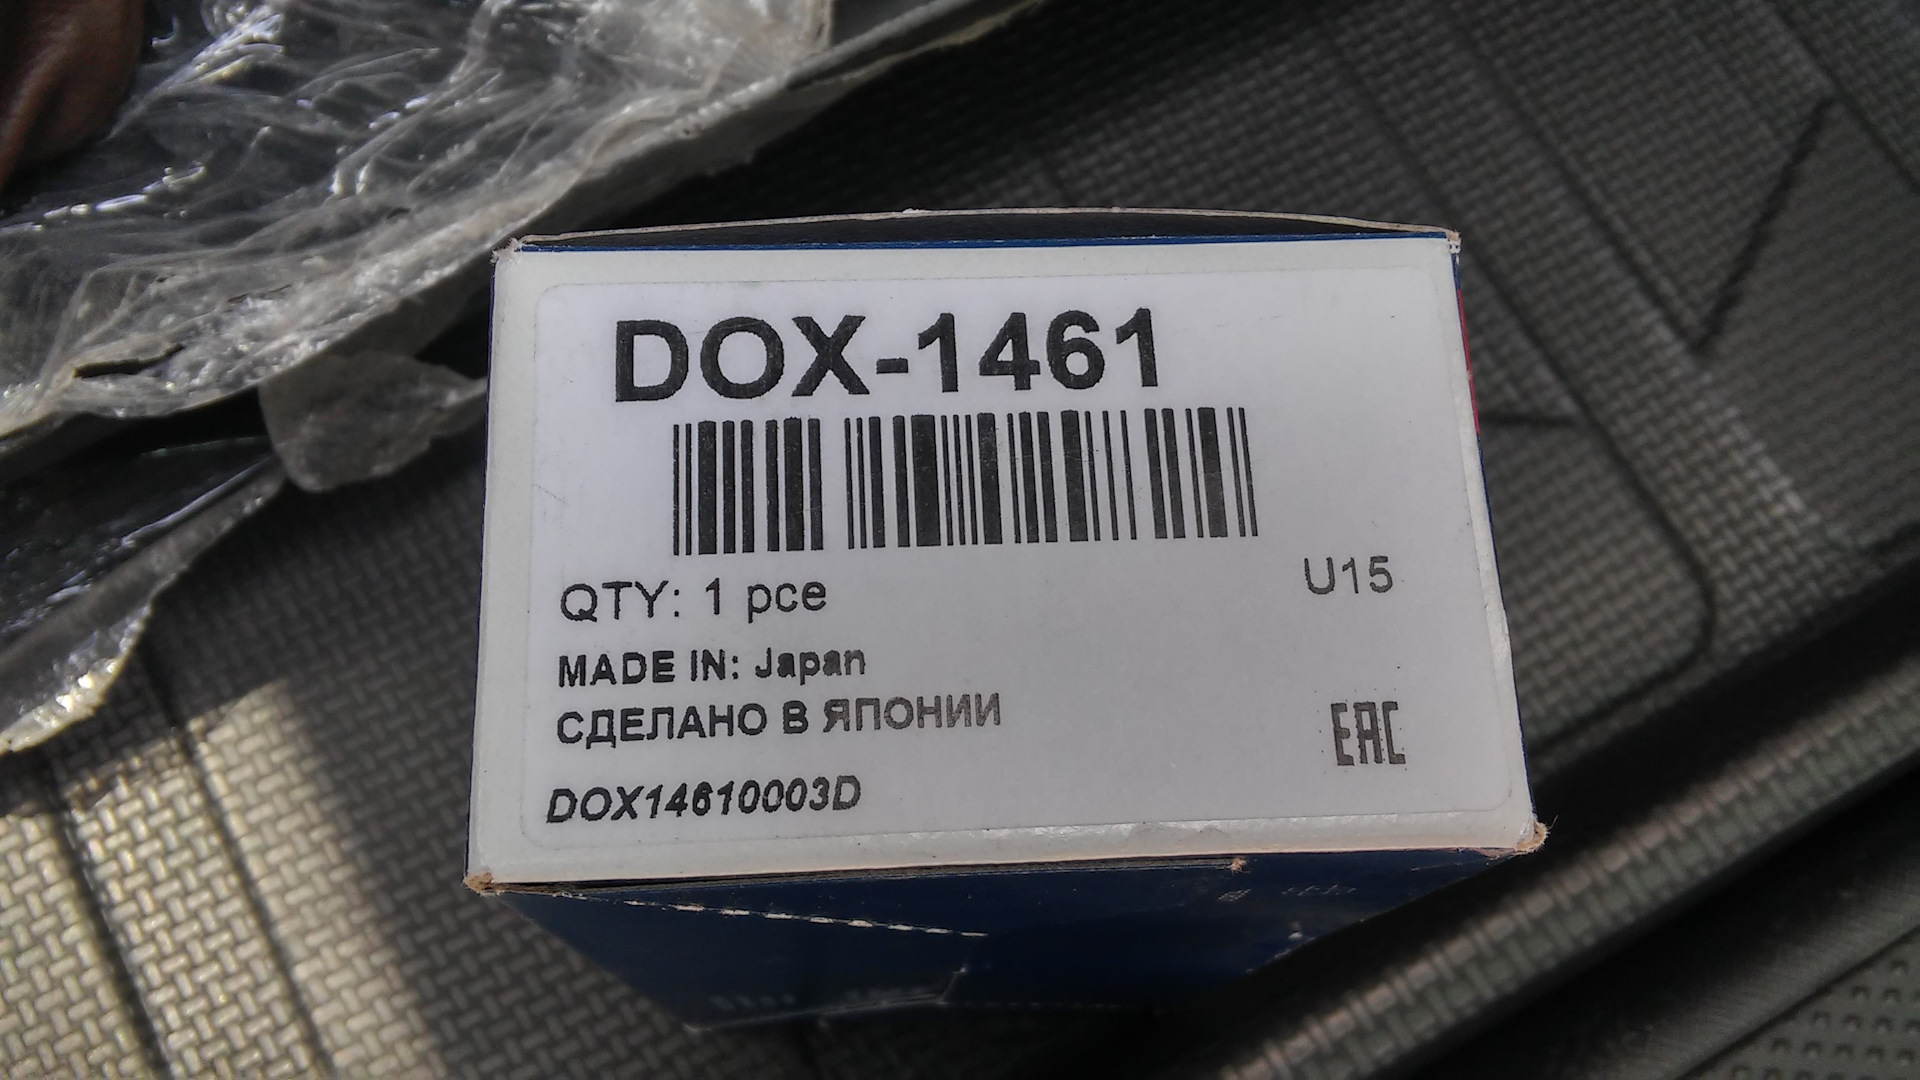 DOX-1461
QTY: 1 pce
U15
MADE IN: Japan
СДЕЛАНО В ЯПОНИИ
EAC
DOX14610003D